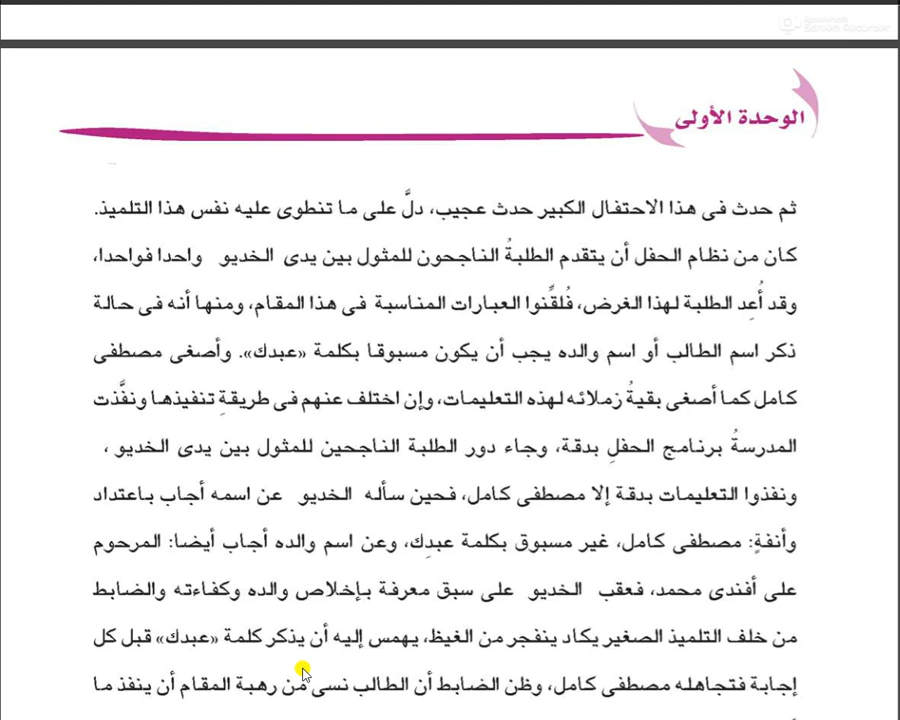 الوحدة الأولى
ثم حدث فى هذا الاحتفال الكبير حدث عجيب، دلَّ على ما تنطوى عليه نفس هذا التلميذ.
كان من نظام الحفل أن يتقدم الطلبةُ الناجحون للمثول بين يدى الخديو واحدا فواحدا،
وقد أُعِد الطلبة لهذا الغرض، فُلقِّنوا العبارات المناسبة فى هذا المقام، ومنها أنه فى حالة
ذكر اسم الطالب أو اسم والده يجب أن يكون مسبوقا بكلمة «عبدك». وأصغى مصطفى
كامل كما أصغى بقيةُ زملائه لهذه التعليمات، وإن اختلف عنهم فى طريقةِ تنفيذها ونفَّذت
المدرسةُ برنامج الحفلِ بدقة، وجاء دور الطلبة الناجحين للمثول بين يدى الخديو ،
ونفذوا التعليمات بدقة إلا مصطفى كامل، فحين سأله الخديو عن اسمه أجاب باعتداد
وأنفةٍ: مصطفى كامل، غير مسبوق بكلمة عبدِك، وعن اسم والده أجاب أيضا: المرحوم
على أفندى محمد، فعقب الخديو على سبق معرفة بإخلاص والده وكفاءته والضابط
من خلف التلميذ الصغير يكاد ينفجر من الغيظ، يهمس إليه أن يذكر كلمة «عبدك» قبل كل
إجابة فتجاهله مصطفى كامل، وظن الضابط أن الطالب نسى من رهبة المقام أن ينفذ ما